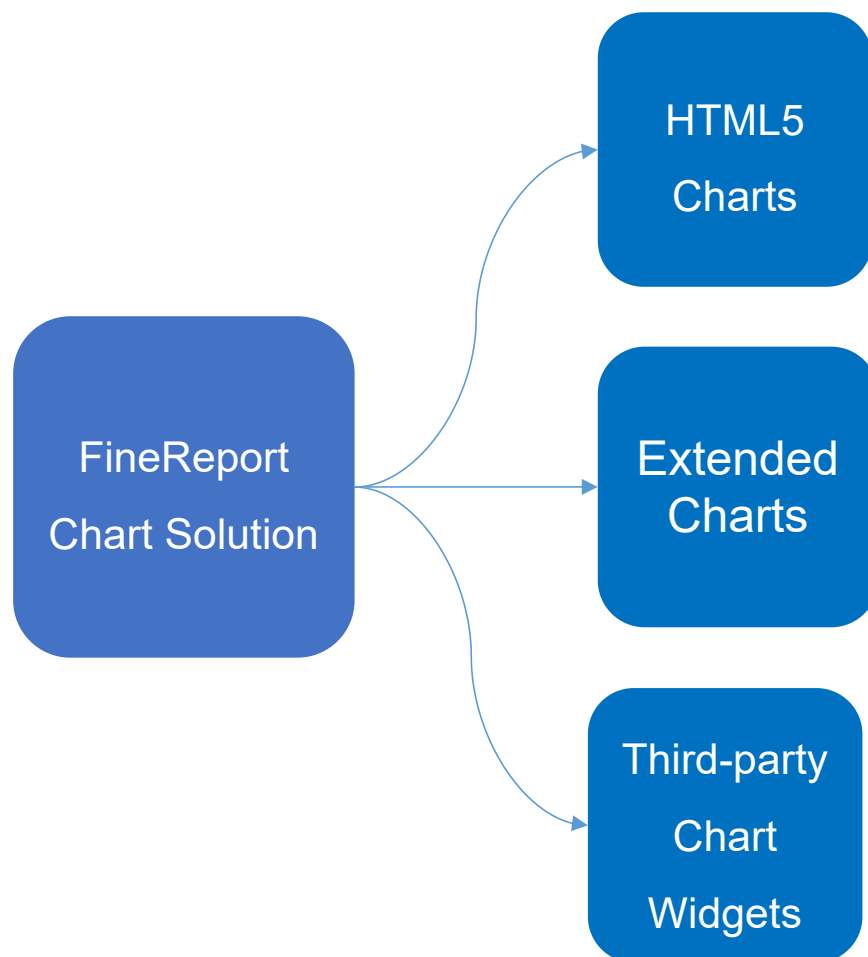 HTML5
Charts
FineReport
Chart Solution
Extended
Charts
Third-party
Chart
Widgets